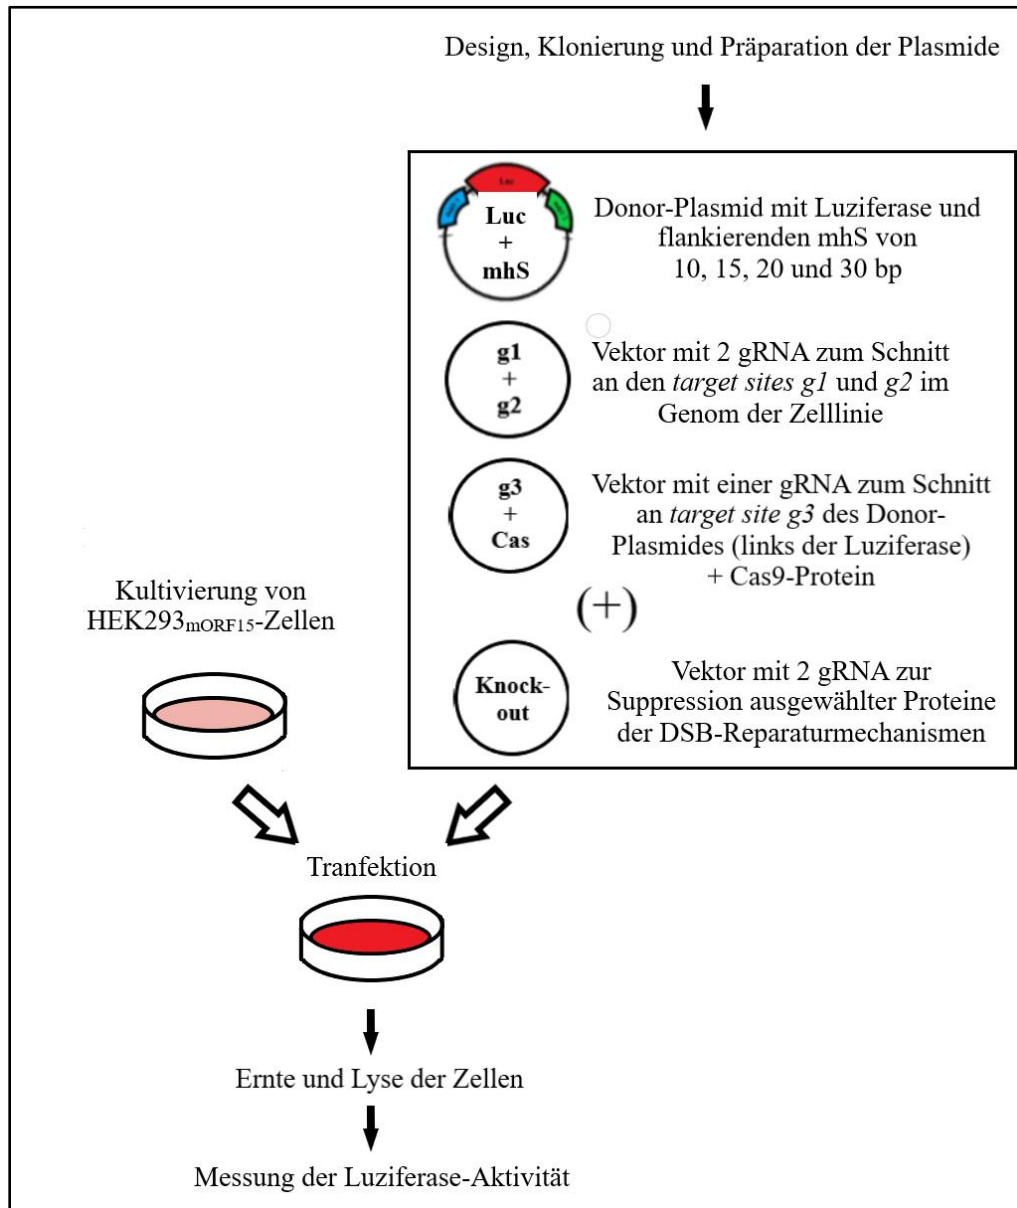 Design, Klonierung und Präparation der Plasmide
Luc
Luc
+
mhS
Donor-Plasmid mit Luziferase und
flankierenden mhS von
10, 15, 20 und 30 bp
g1
+
g2
Vektor mit 2 gRNA zum Schnitt
an den target sites g1 und g2 im
Genom der Zelllinie
g3
+
Cas
Vektor mit einer gRNA zum Schnitt
an target site g3 des Donor-
Plasmides (links der Luziferase)
+ Cas9-Protein
(+)
Knock-
out
Vektor mit 2 gRNA zur
Suppression ausgewählter Proteine
der DSB-Reparaturmechanismen
Kultivierung von
HEK293mORF15-Zellen
Tranfektion
Ernte und Lyse der Zellen
Messung der Luziferase-Aktivität